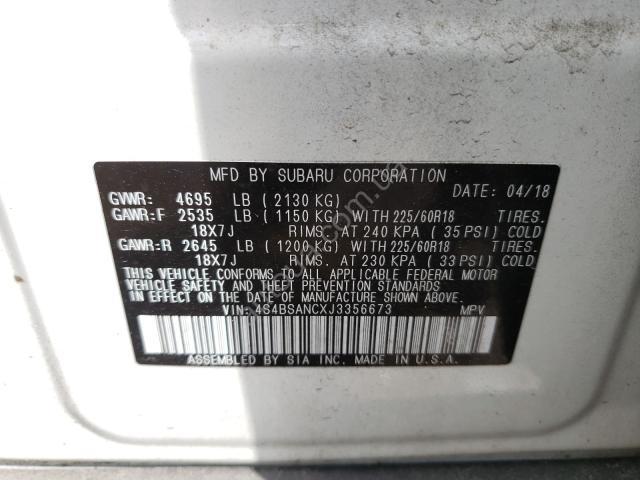 MFD BY SUBARU CORPORATION
GVWR: 4695 LB (2130 KG) DATE: 04/18
GAWR:F 2535 LB (1150 KG) WITH 225/60R18 TIRES.
18X7J RIMS. AT 240 KPA (35 PSI) COLD
GAWR:R 2645 LB (1200 KG) WITH 225/60R18 TIRES.
18X7J RIMS. AT 230 KPA (33 PSI) COLD.
THIS VEHICLE CONFORMS TO ALL APPLICABLE FEDERAL MOTOR
VEHICLE SAFETY AND THEFT PREVENTION STANDARDS IN
EFFECT ON THE DATE OF MANUFACTURE SHOWN ABOVE.
VIN: 4S4BSANCXJ3356673 MPV
ASSEMBLED BY SIA INC. MADE IN U.S.A.